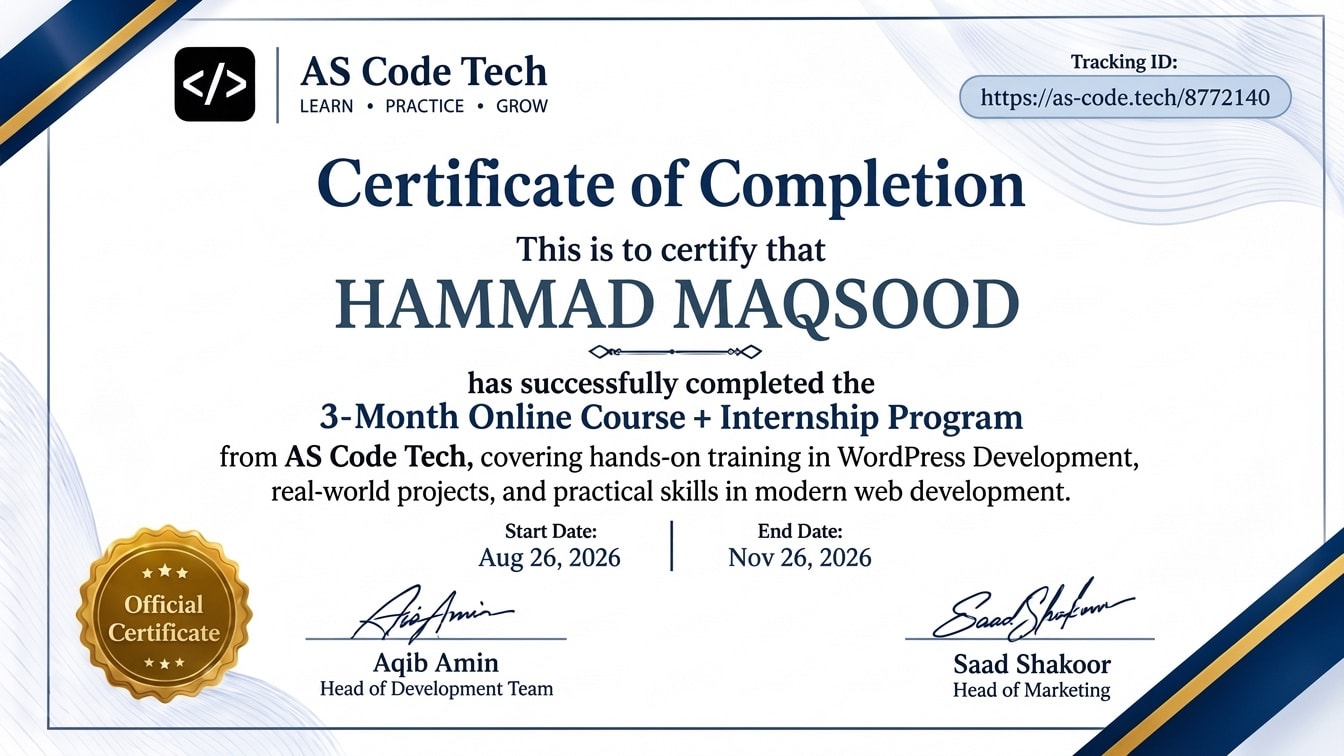 </>
AS Code Tech
LEARN • PRACTICE • GROW
Tracking ID:
https://as-code.tech/8772140
Certificate of Completion
This is to certify that
HAMMAD MAQSOOD
has successfully completed the
3-Month Online Course + Internship Program
from AS Code Tech, covering hands-on training in WordPress Development,
real-world projects, and practical skills in modern web development.
Start Date:
Aug 26, 2026
End Date:
Nov 26, 2026
Official
Certificate
Aqib Amin
Aqib Amin
Head of Development Team
Saad Shakoor
Saad Shakoor
Head of Marketing